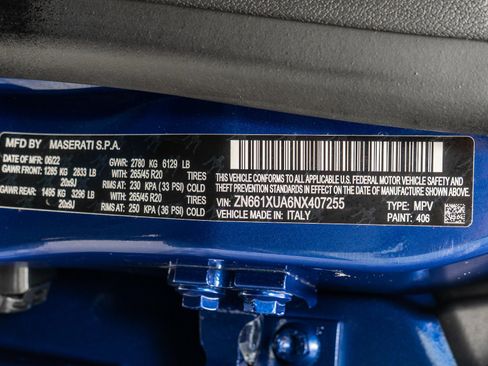 MFD BY MASERATI S.P.A.
DATE OF MFR: 06/22 GVWR: 2780 KG 6129 LB
GAWR FRONT: 1285 KG 2833 LB WITH: 265/45 R20 TIRES
20x9J RIMS AT: 230 KPA (33 PSI) COLD
GAWR REAR: 1495 KG 3296 LB WITH: 265/45 R20 TIRES
20x9J RIMS AT: 250 KPA (36 PSI) COLD
THIS VEHICLE CONFORMS TO ALL APPLICABLE U.S. FEDERAL MOTOR VEHICLE SAFETY AND
THEFT PREVENTION STANDARDS IN EFFECT ON THE DATE OF MANUFACTURE SHOWN ABOVE.
VIN: ZN661XUA6NX407255 TYPE: MPV
VEHICLE MADE IN: ITALY PAINT: 406